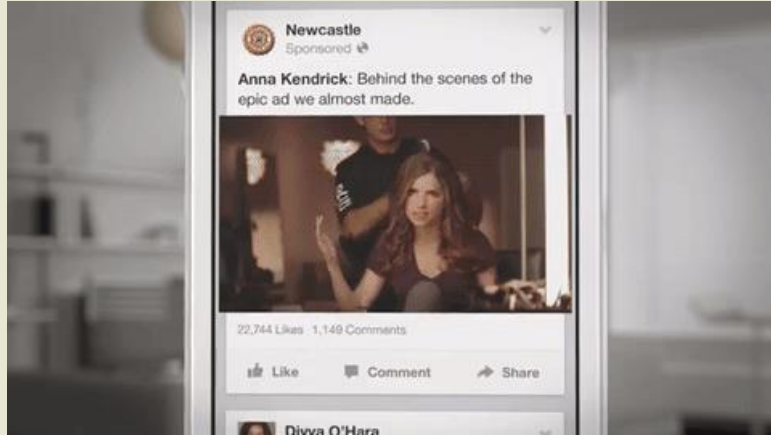 Newcastle
Sponsored
Anna Kendrick: Behind the scenes of the
epic ad we almost made.
22,744 Likes · 1,149 Comments
Like Comment Share
Divya O'Hara